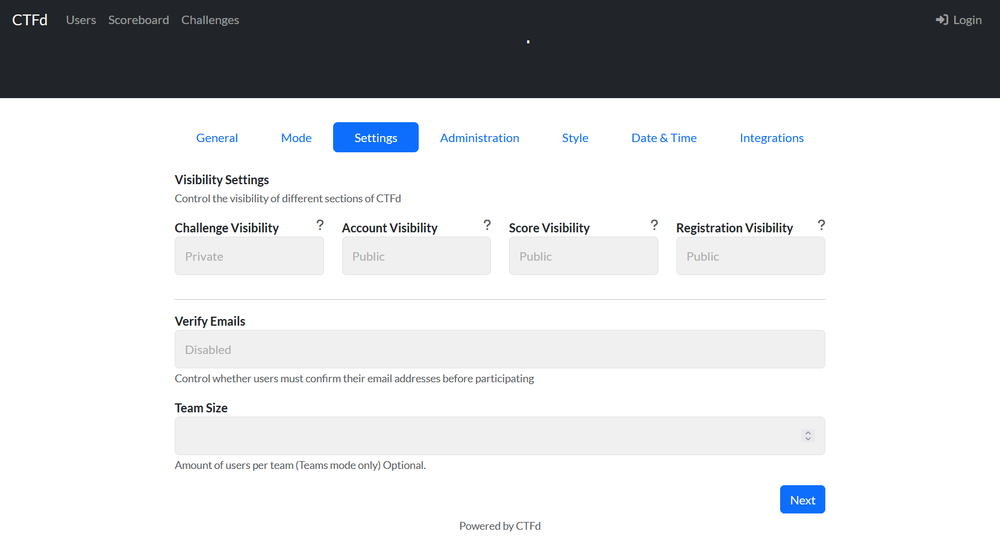 CTFd Users Scoreboard Challenges Login
.
General Mode Settings Administration Style Date & Time Integrations
Visibility Settings
Control the visibility of different sections of CTFd
Challenge Visibility ? Account Visibility ? Score Visibility ? Registration Visibility ?
Private Public Public Public
Verify Emails
Disabled
Control whether users must confirm their email addresses before participating
Team Size
Amount of users per team (Teams mode only) Optional.
Next
Powered by CTFd